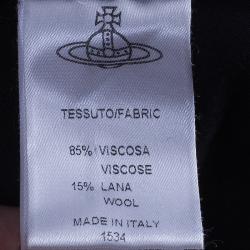 TESSUTO/FABRIC
85% VISCOSA
VISCOSE
15% LANA
WOOL
MADE IN ITALY
1534